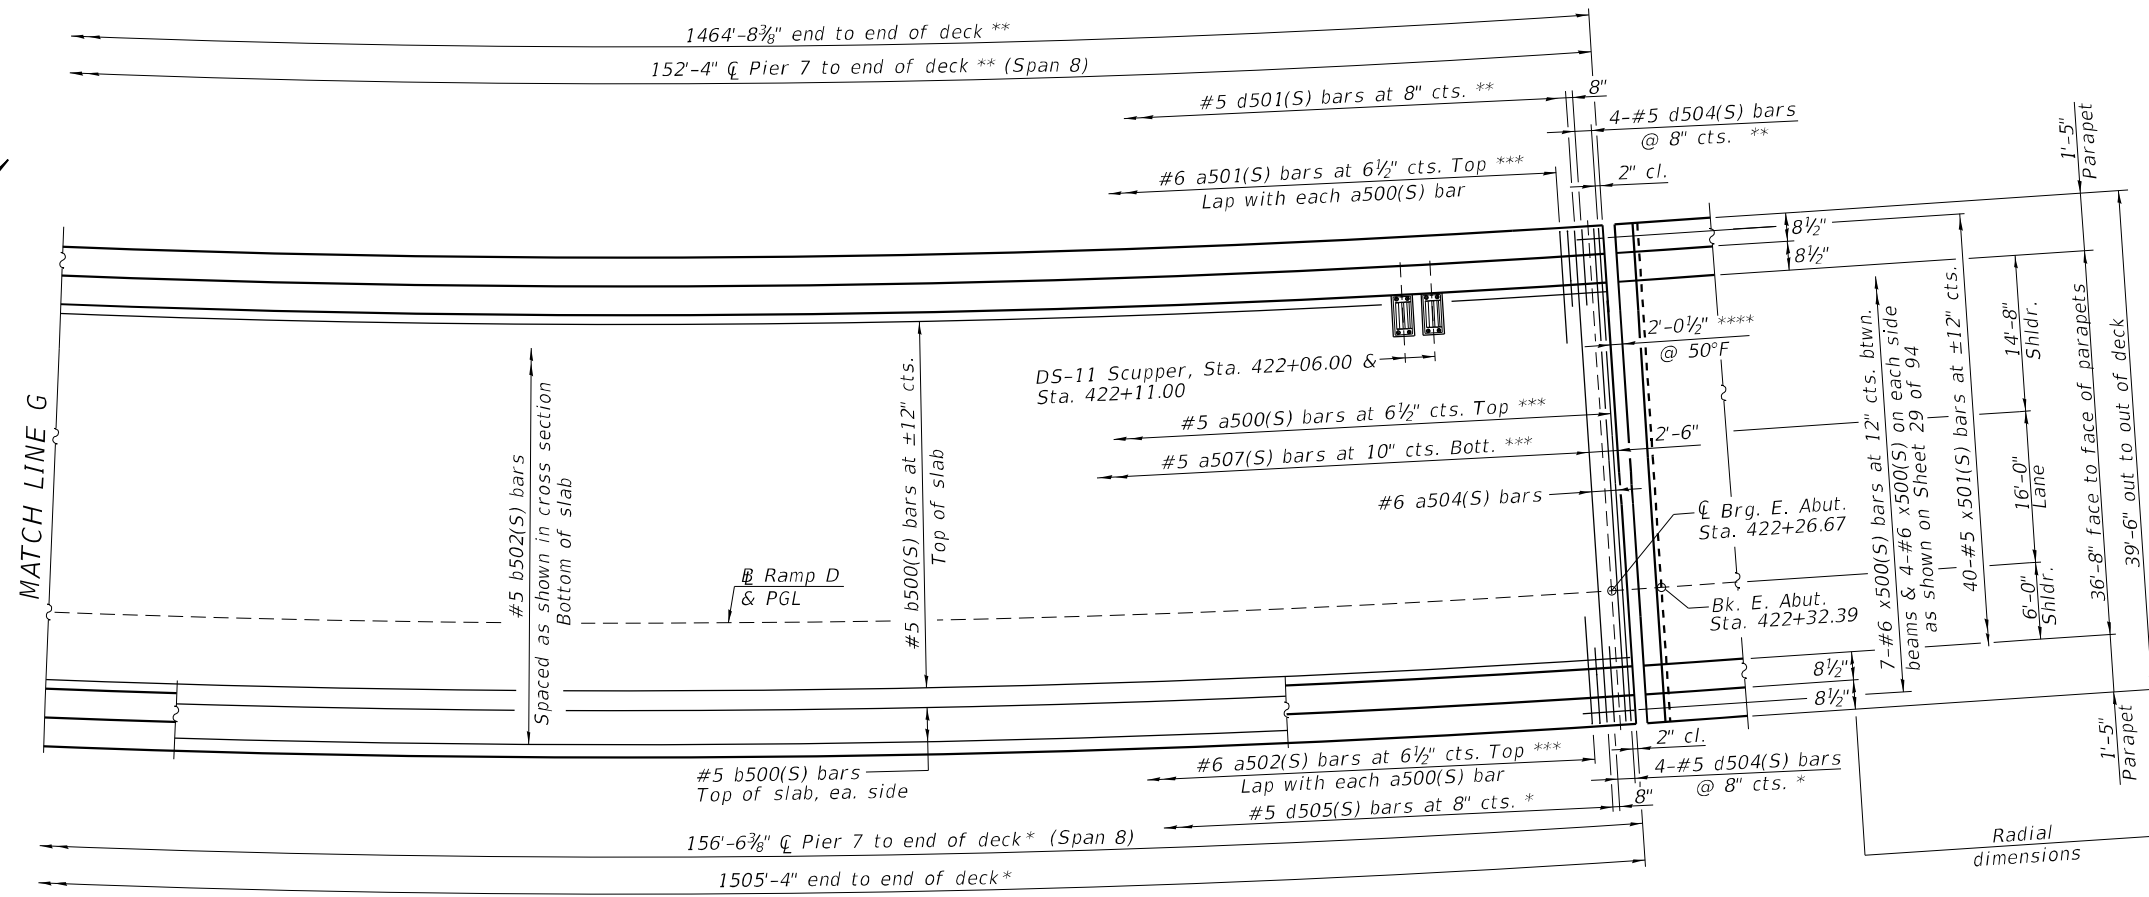 1464'-8⅜" end to end of deck **
152'-4" ℄ Pier 7 to end of deck ** (Span 8)
#5 d501(S) bars at 8" cts. **
8"
4-#5 d504(S) bars
@ 8" cts. **
#6 a501(S) bars at 6½" cts. Top ***
Lap with each a500(S) bar
2" cl.
1'-5"
Parapet
8½"
8½"
MATCH LINE G
#5 b502(S) bars
Spaced as shown in cross section
Bottom of slab
#5 b500(S) bars at ±12" cts.
Top of slab
DS-11 Scupper, Sta. 422+06.00 &
Sta. 422+11.00
2'-0½" ****
@ 50°F
#5 a500(S) bars at 6½" cts. Top ***
#5 a507(S) bars at 10" cts. Bott. ***
2'-6"
#6 a504(S) bars
℄ Brg. E. Abut.
Sta. 422+26.67
Bk. E. Abut.
Sta. 422+32.39
℄ Ramp D
& PGL
7-#6 x500(S) bars at 12" cts. btwn.
beams & 4-#6 x500(S) on each side
as shown on Sheet 29 of 94
40-#5 x501(S) bars at ±12" cts.
14'-8"
Shldr.
16'-0"
Lane
6'-0"
Shldr.
36'-8" face to face of parapets
39'-6" out to out of deck
8½"
8½"
1'-5"
Parapet
#5 b500(S) bars
Top of slab, ea. side
#6 a502(S) bars at 6½" cts. Top ***
Lap with each a500(S) bar
2" cl.
4-#5 d504(S) bars
@ 8" cts. *
#5 d505(S) bars at 8" cts. *
8"
156'-6⅜" ℄ Pier 7 to end of deck* (Span 8)
1505'-4" end to end of deck*
Radial
dimensions